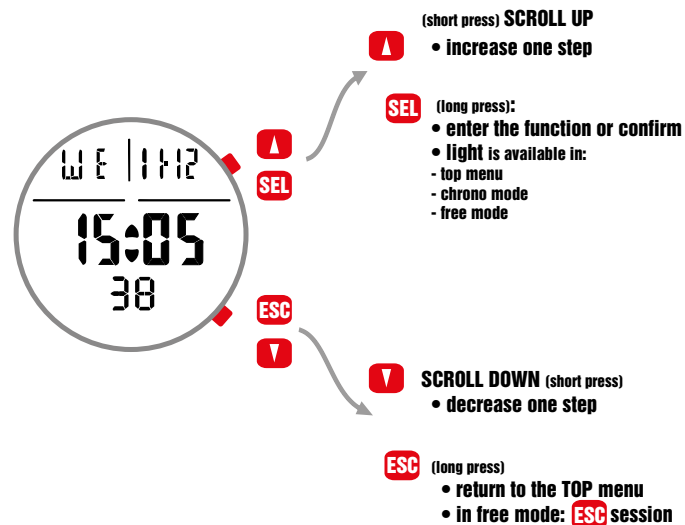 (short press) SCROLL UP
• increase one step
SEL (long press):
• enter the function or confirm
• light is available in:
- top menu
- chrono mode
- free mode
WE 11-12
15:05
38
SEL
ESC
SCROLL DOWN (short press)
• decrease one step
ESC (long press)
• return to the TOP menu
• in free mode: ESC session